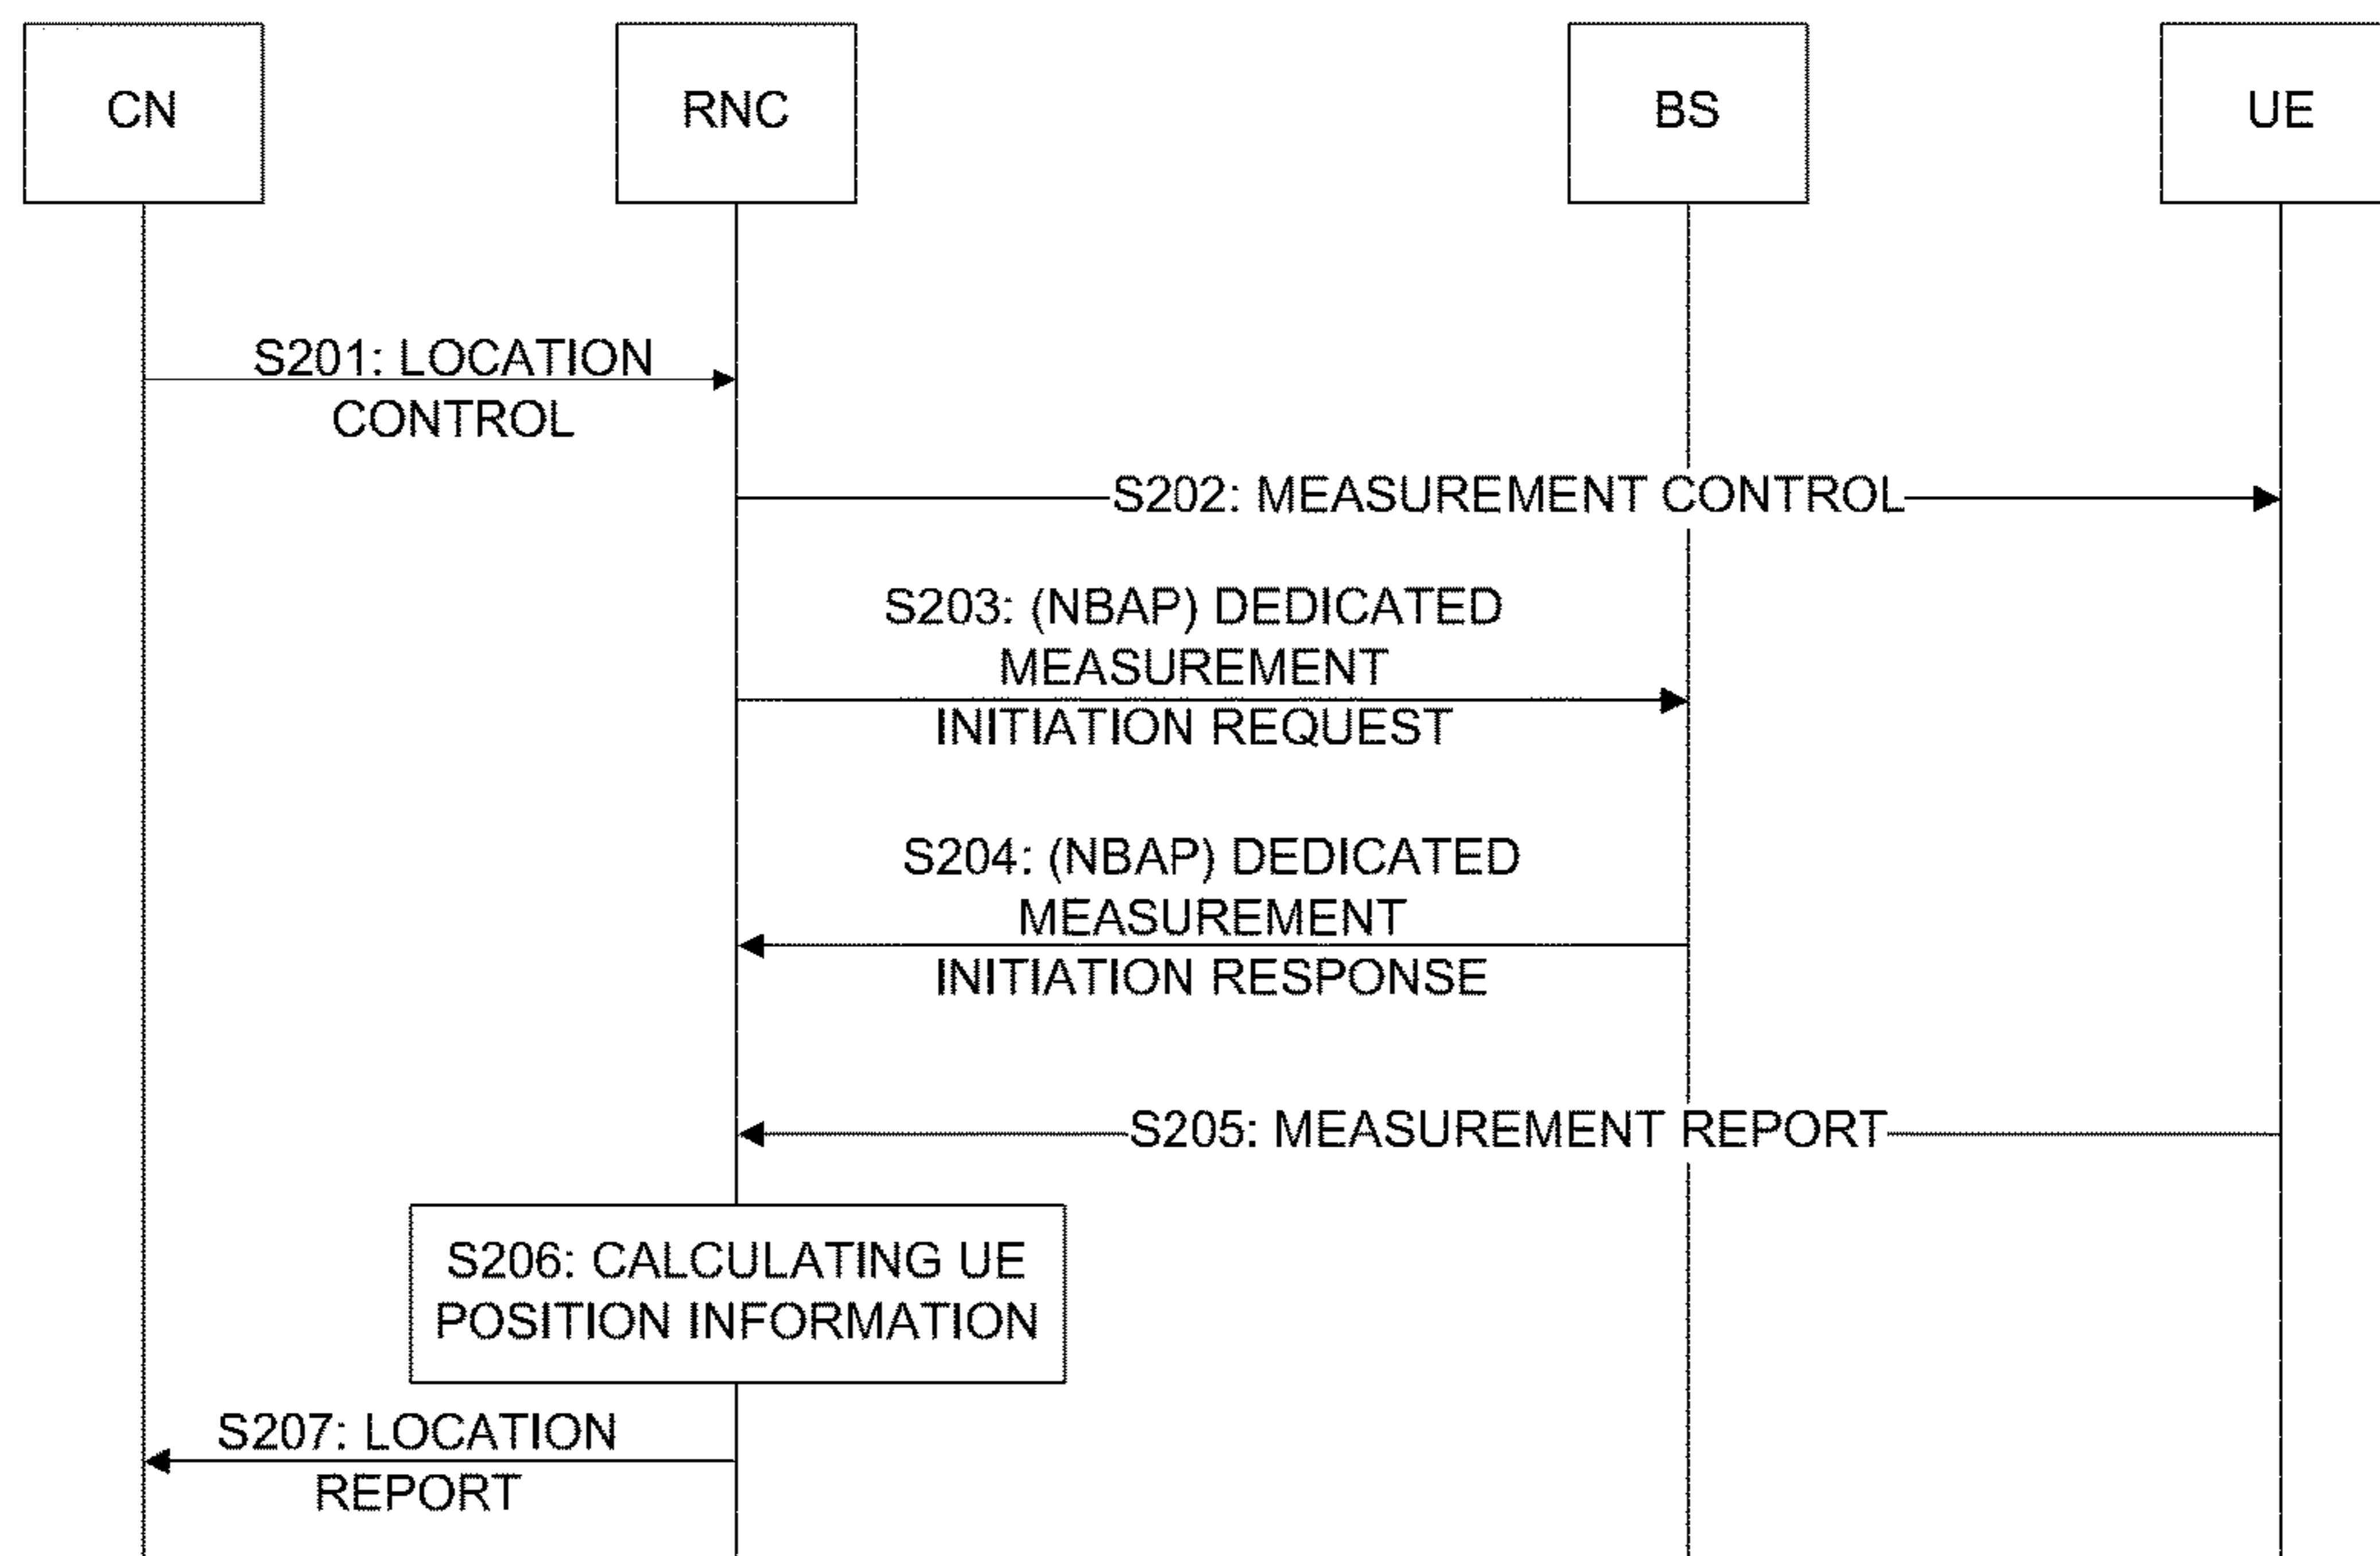 CN
RNC
BS
UE
S201: LOCATION
CONTROL
S202: MEASUREMENT CONTROL
S203: (NBAP) DEDICATED
MEASUREMENT
INITIATION REQUEST
S204: (NBAP) DEDICATED
MEASUREMENT
INITIATION RESPONSE
S205: MEASUREMENT REPORT
S206: CALCULATING UE
POSITION INFORMATION
S207: LOCATION
REPORT